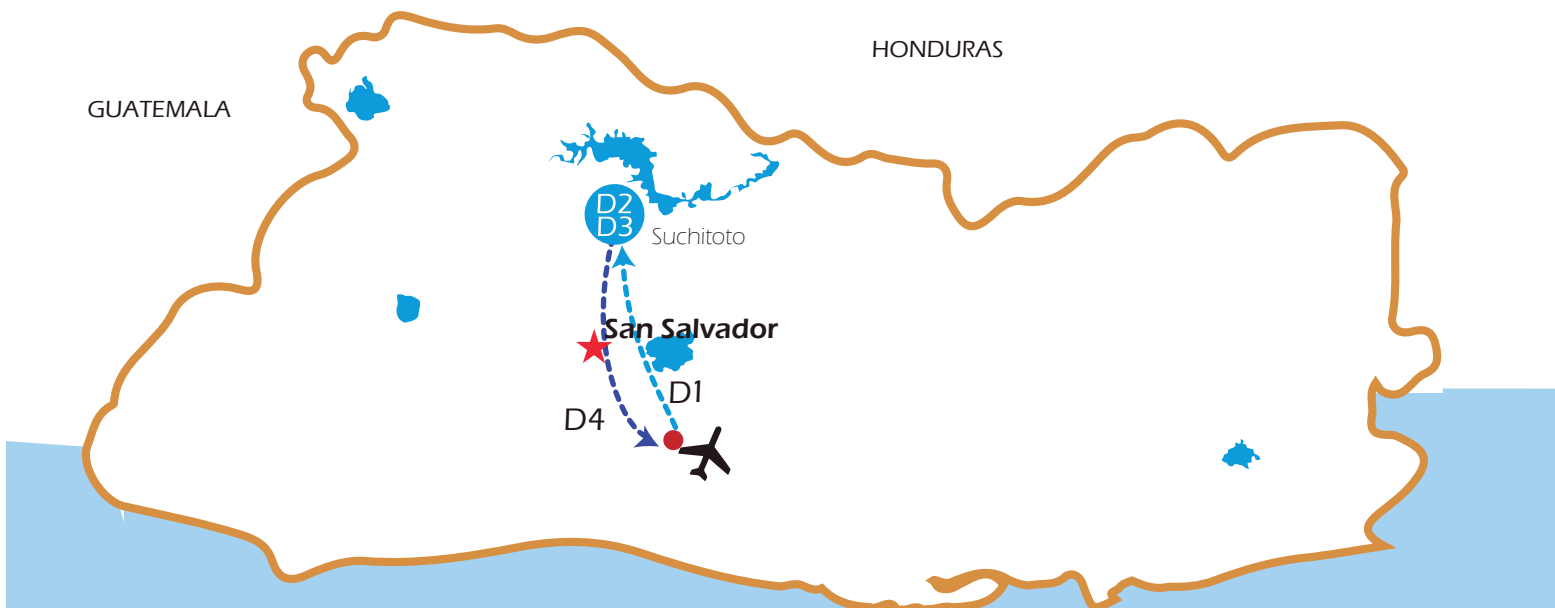 HONDURAS
GUATEMALA
D2
D3
Suchitoto
San Salvador
D1
D4